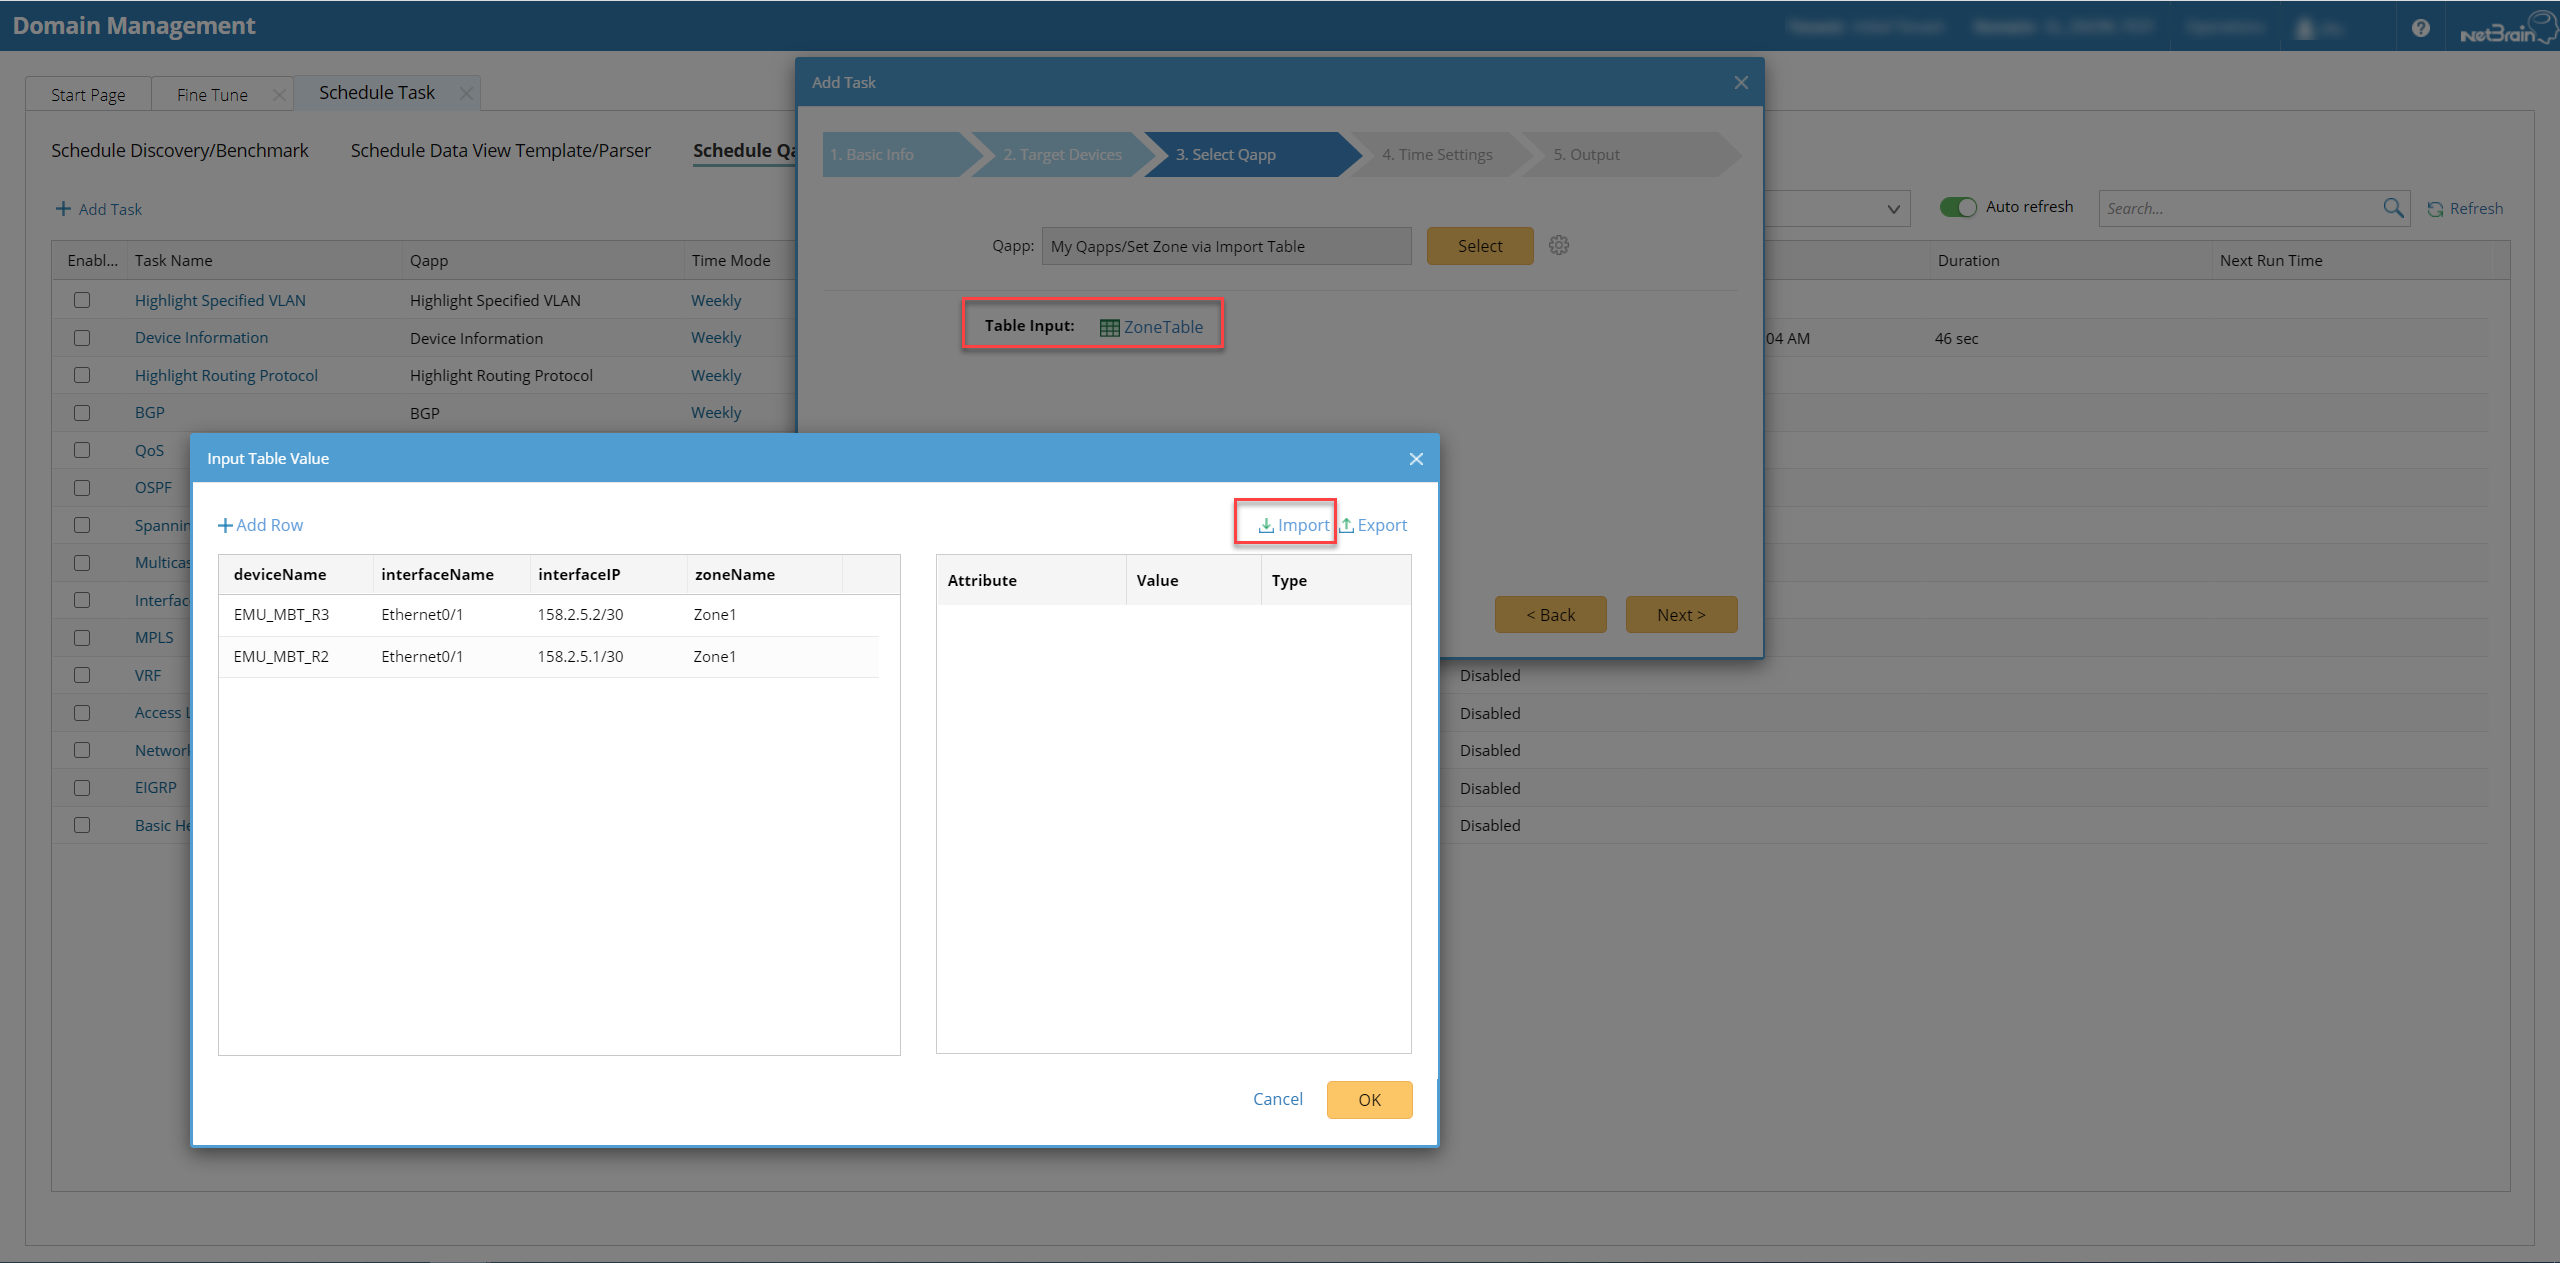 Domain Management
NetBrain
Start Page
Fine Tune
Schedule Task
Schedule Discovery/Benchmark
Schedule Data View Template/Parser
Schedule Qa
Add Task
Auto refresh
Search...
Refresh
Enabl... Task Name Qapp Time Mode
Duration Next Run Time
Highlight Specified VLAN Highlight Specified VLAN Weekly
Device Information Device Information Weekly
04 AM 46 sec
Highlight Routing Protocol Highlight Routing Protocol Weekly
BGP BGP Weekly
QoS
OSPF
Spannin
Multicas
Interfac
MPLS
VRF Disabled
Access L Disabled
Network Disabled
EIGRP Disabled
Basic He Disabled
Add Task
1. Basic Info
2. Target Devices
3. Select Qapp
4. Time Settings
5. Output
Qapp: My Qapps/Set Zone via Import Table Select
Table Input: ZoneTable
< Back Next >
Input Table Value
Add Row
Import Export
deviceName interfaceName interfaceIP zoneName
EMU_MBT_R3 Ethernet0/1 158.2.5.2/30 Zone1
EMU_MBT_R2 Ethernet0/1 158.2.5.1/30 Zone1
Attribute Value Type
Cancel OK